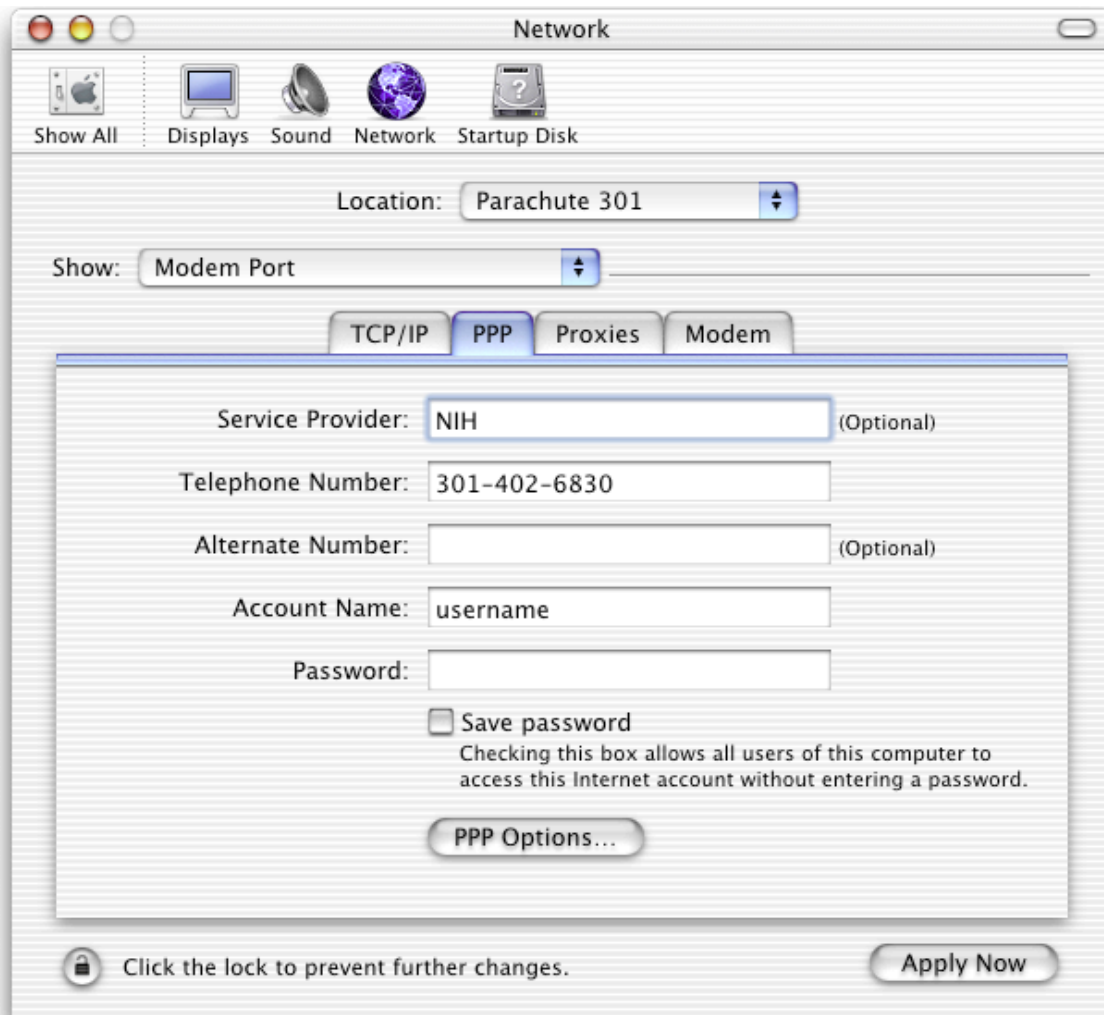 Network
Show All Displays Sound Network Startup Disk
Location: Parachute 301
Show: Modem Port
TCP/IP PPP Proxies Modem
Service Provider: NIH (Optional)
Telephone Number: 301-402-6830
Alternate Number: (Optional)
Account Name: username
Password:
Save password
Checking this box allows all users of this computer to
access this Internet account without entering a password.
PPP Options...
Click the lock to prevent further changes. Apply Now